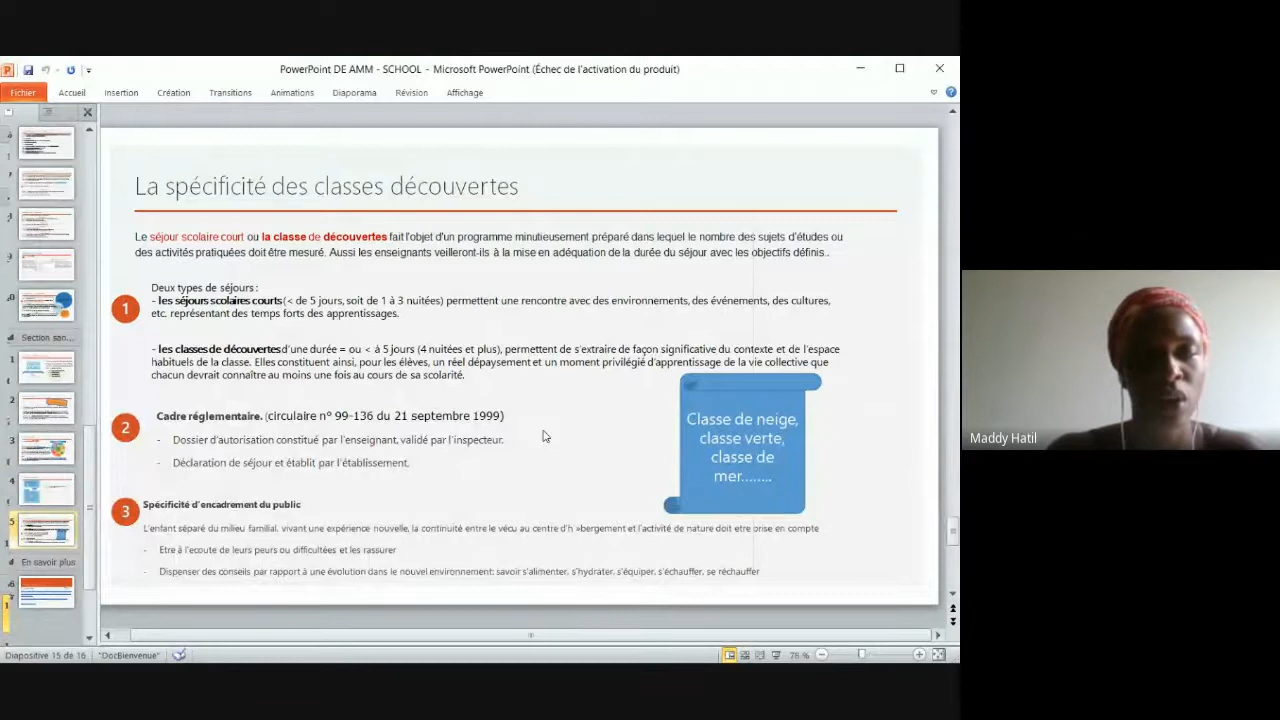 PowerPoint DE AMM - SCHOOL - Microsoft PowerPoint (Échec de l'activation du produit)
Fichier Accueil Insertion Création Transitions Animations Diaporama Révision Affichage
La spécificité des classes découvertes
Le séjour scolaire court ou la classe de découvertes fait l'objet d'un programme minutieusement préparé dans lequel le nombre des sujets d'études ou
des activités pratiquées doit être mesuré. Aussi les enseignants veilleront-ils à la mise en adéquation de la durée du séjour avec les objectifs définis..
1
Deux types de séjours :
- les séjours scolaires courts (< de 5 jours, soit de 1 à 3 nuitées) permettent une rencontre avec des environnements, des événements, des cultures,
etc. représentant des temps forts des apprentissages.
- les classes de découvertes d'une durée = ou < à 5 jours (4 nuitées et plus), permettent de s'extraire de façon significative du contexte et de l'espace
habituels de la classe. Elles constituent ainsi, pour les élèves, un réel dépaysement et un moment privilégié d'apprentissage de la vie collective que
chacun devrait connaître au moins une fois au cours de sa scolarité.
2
Cadre réglementaire. (circulaire n° 99-136 du 21 septembre 1999)
- Dossier d'autorisation constitué par l'enseignant, validé par l'inspecteur.
- Déclaration de séjour et établit par l'établissement,
Classe de neige,
classe verte,
classe de
mer........
3
Spécificité d'encadrement du public
L'enfant séparé du milieu familial, vivant une expérience nouvelle, la continuité entre le vécu au centre d'h »bergement et l'activité de nature doit etre prise en compte
- Etre à l'ecoute de leurs peurs ou difficultées et les rassurer
- Dispenser des conseils par rapport à une évolution dans le nouvel environnement: savoir s'alimenter, s'hydrater, s'équiper, s'échauffer, se réchauffer
Section san...
En savoir plus
Diapositive 15 de 16 "DocBienvenue" 78 %
Maddy Hatil